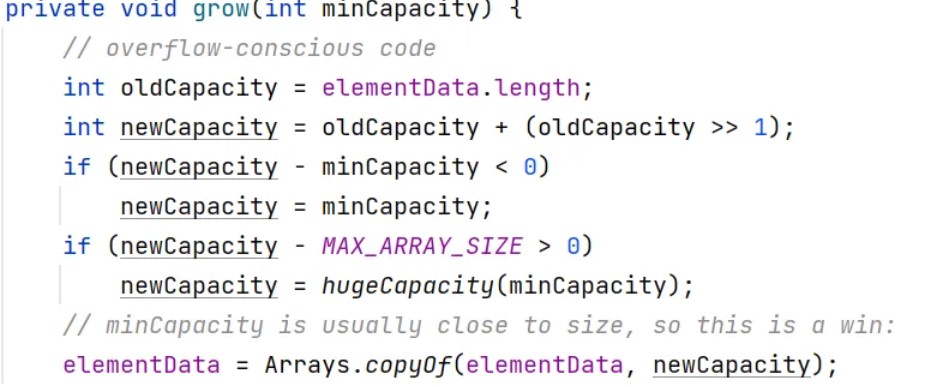 private void grow(int minCapacity) {
// overflow-conscious code
int oldCapacity = elementData.length;
int newCapacity = oldCapacity + (oldCapacity >> 1);
if (newCapacity - minCapacity < 0)
newCapacity = minCapacity;
if (newCapacity - MAX_ARRAY_SIZE > 0)
newCapacity = hugeCapacity(minCapacity);
// minCapacity is usually close to size, so this is a win:
elementData = Arrays.copyOf(elementData, newCapacity);